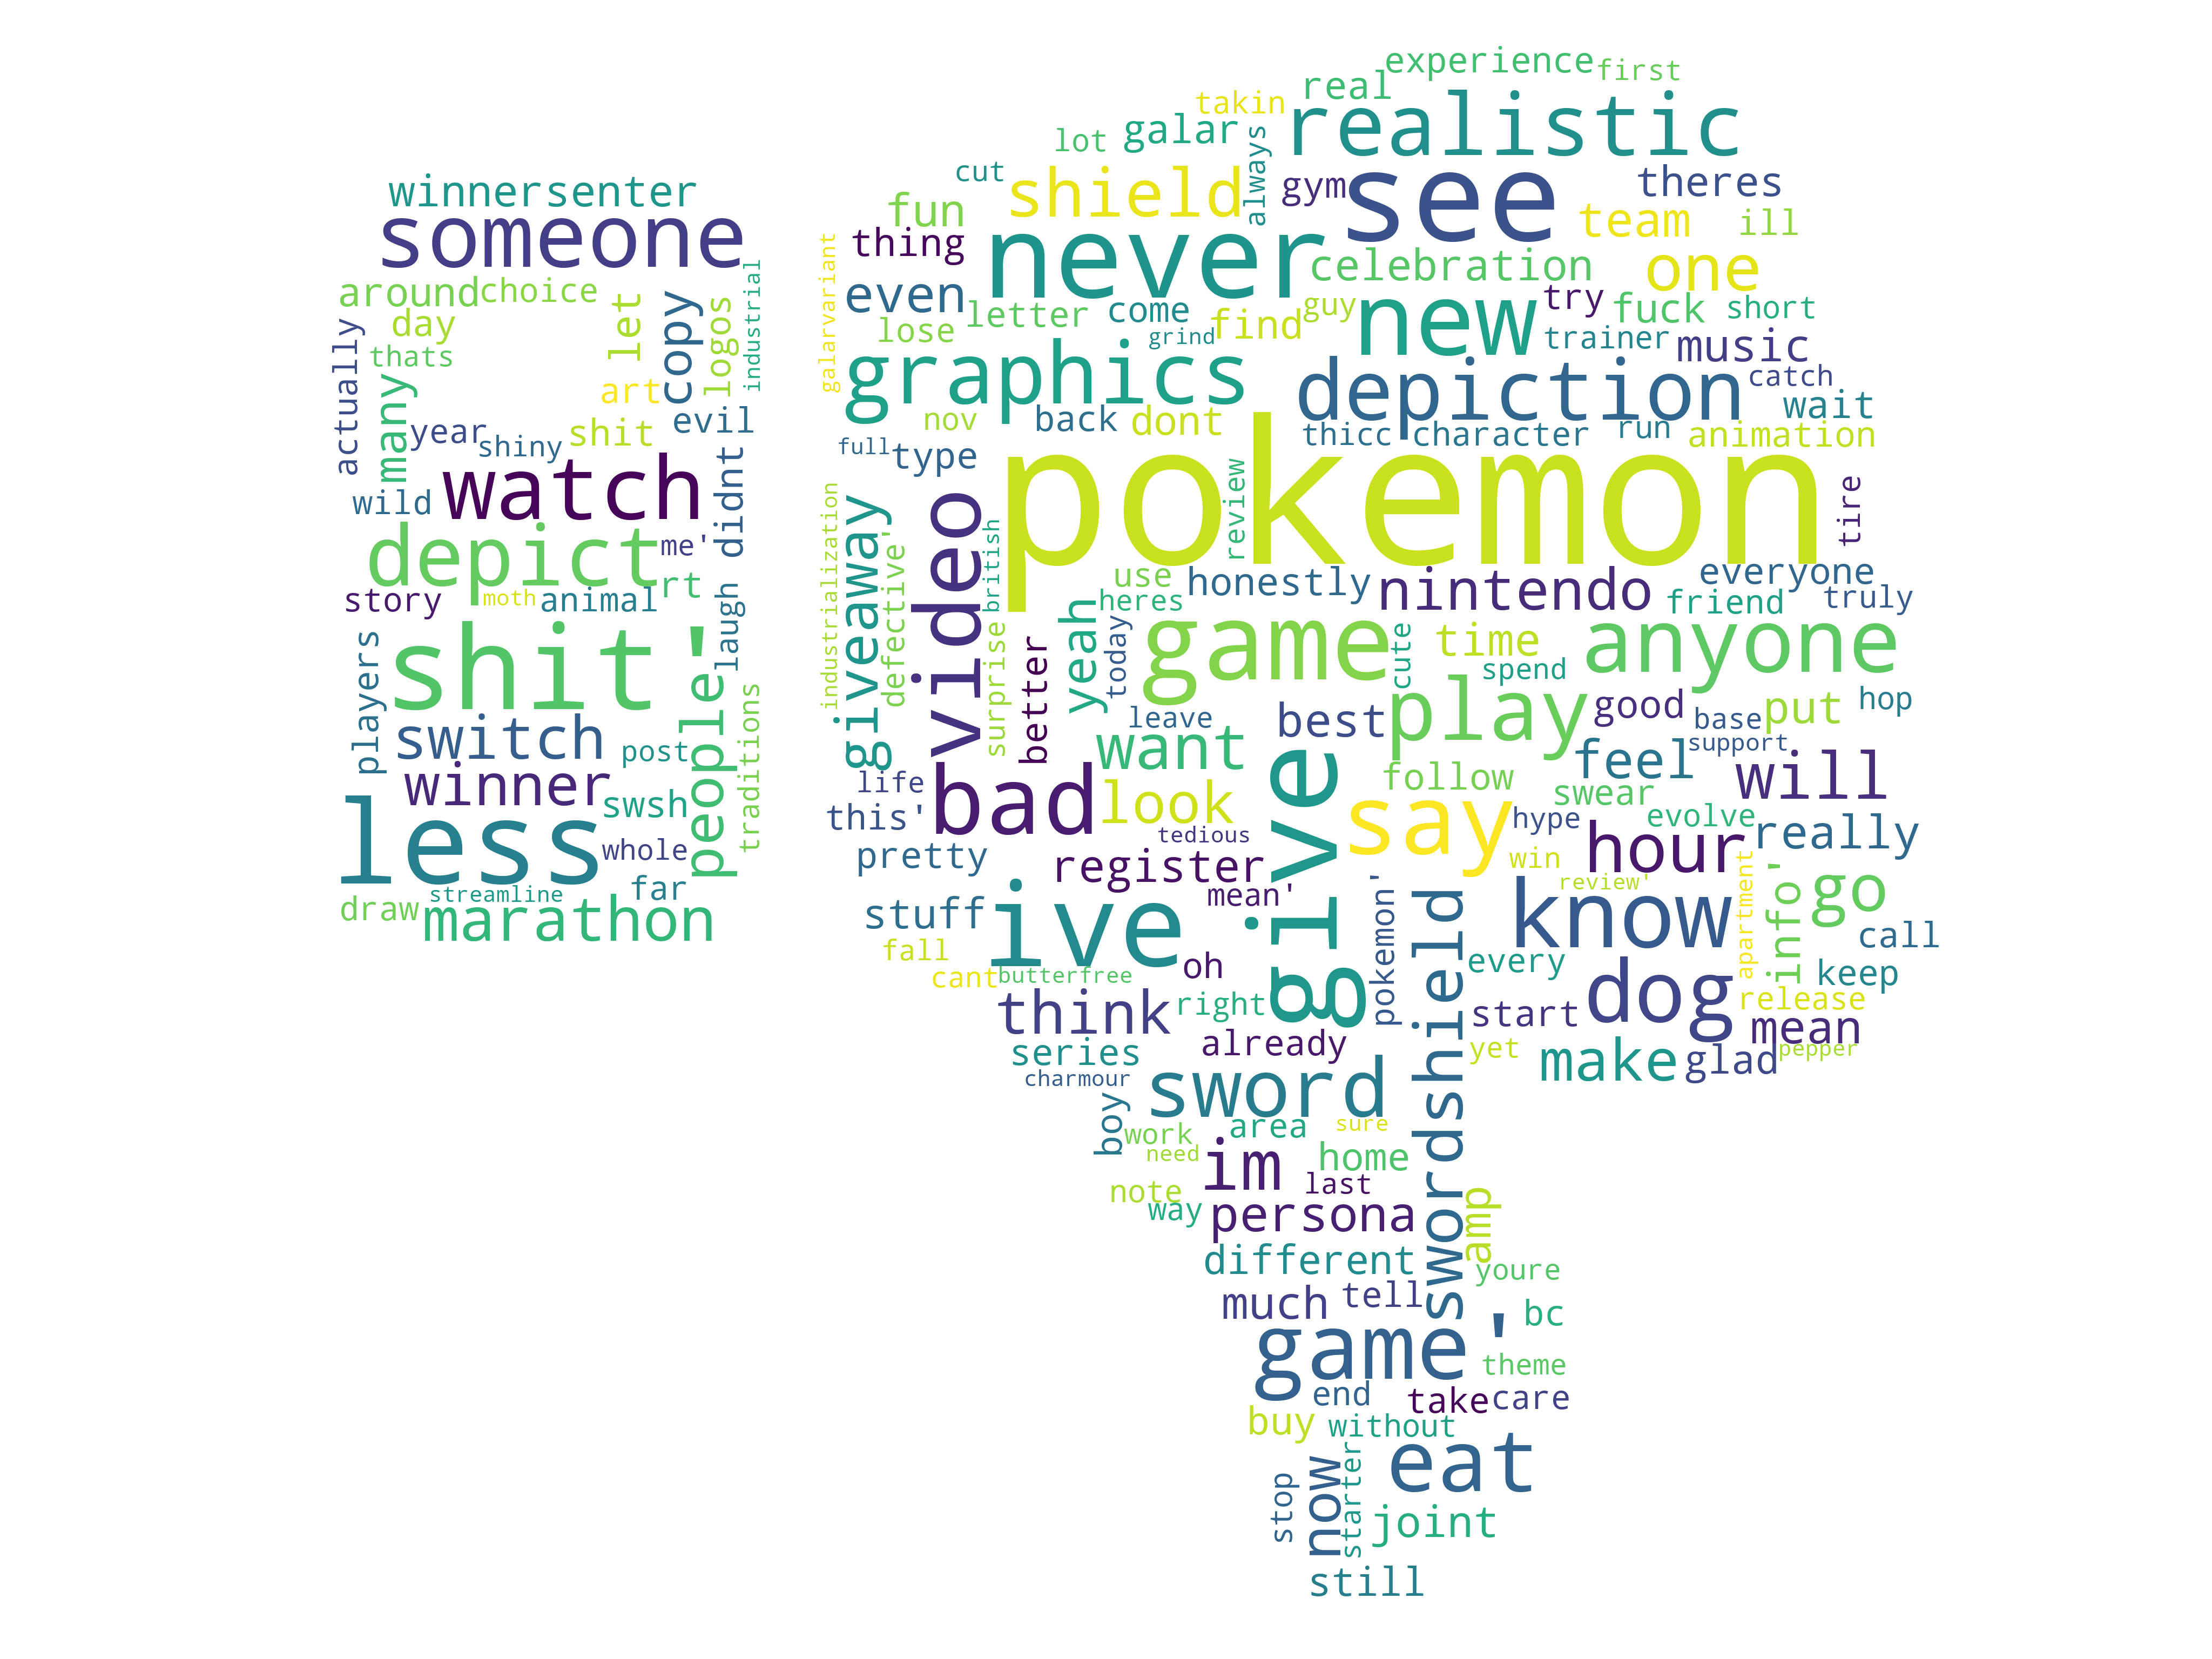 experience first
real
takin
realistic
lot galar always
cut shield gym see theres
winnersenter
fun team ill
someone
thing never celebration one
galarvariant
even letter come guy new try fuck short
around choice let copy logos industrial
day
lose grind find trainer music
actually thats
graphics depiction catch
many art
nov back dont wait
year shiny shit evil
full type thicc character run animation
watch didnt
pokemon
wild
video review tire
depict me'
industrialization giveaway defective' british
rt
story moth animal laugh
use honestly nintendo everyone
heres friend truly
players shit' people'
surprise better yeah today game cute time anyone
spend
traditions
leave best play good base put hop
switch post
want feel support
winner swsh
life bad look give follow will
this' say swear
less whole
tedious hype evolve
pretty register win hour really
far
streamline
draw marathon
mean' review' apartment info' go
stuff ive pokemon' swordshield know call
fall oh every
cant butterfree dog keep
think right start release
mean
series already yet make glad pepper
charmour
sword
boy
work area sure
need im home
note last
way persona amp
different youre
much tell bc
game' theme
end take care
buy without
eat
stop now starter
joint
still